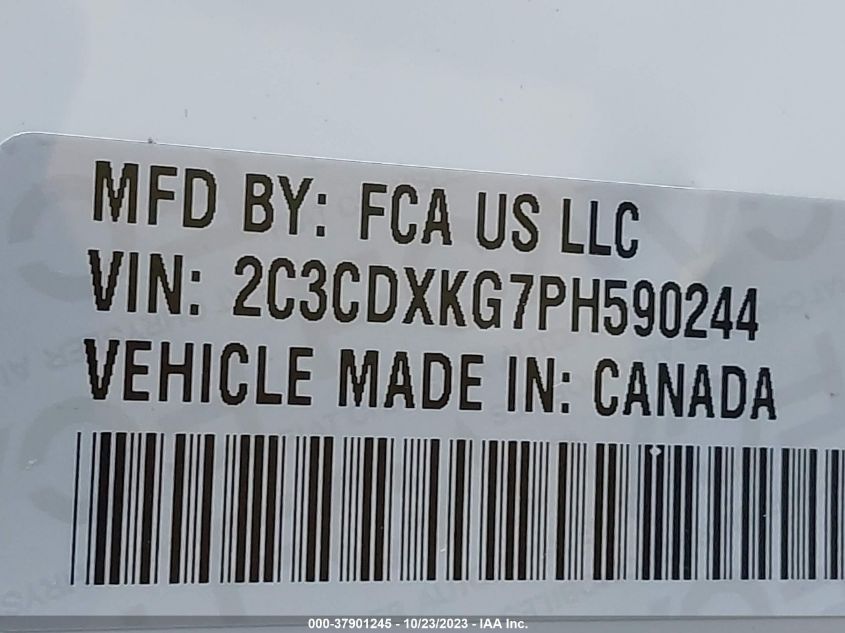 MFD BY: FCA US LLC
VIN: 2C3CDXKG7PH590244
VEHICLE MADE IN: CANADA
000-37901245 - 10/23/2023 - IAA Inc.